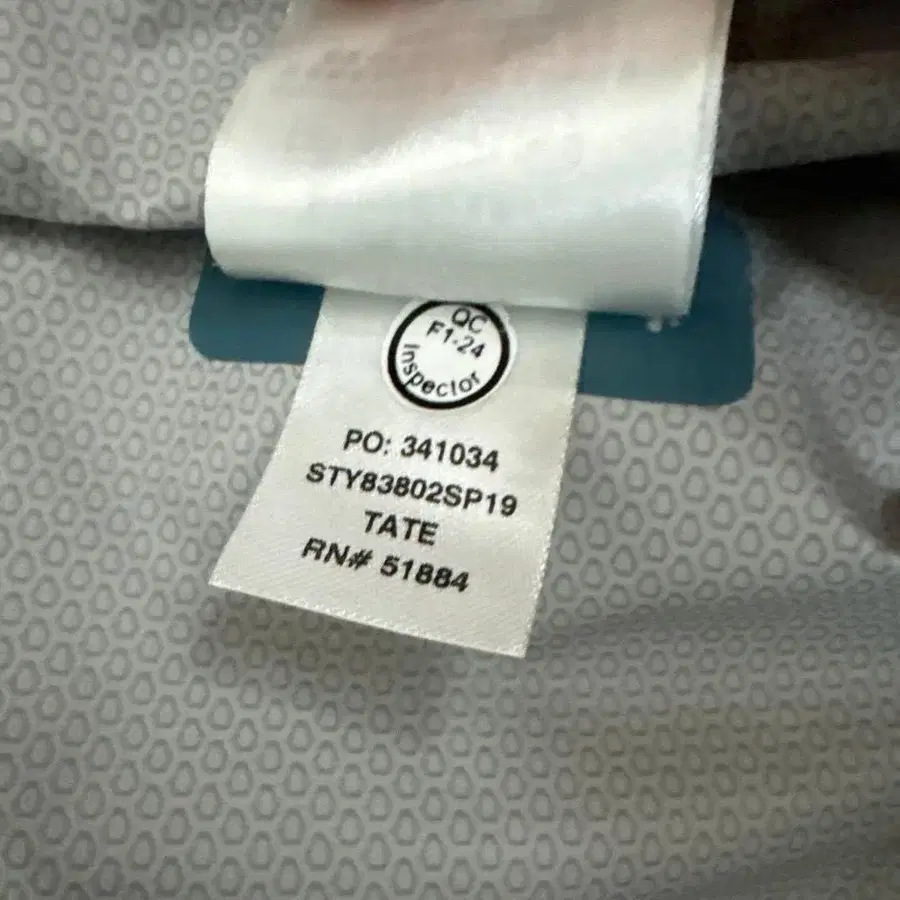 QC
F1-24
Inspector
PO: 341034
STY83802SP19
TATE
RN# 51884